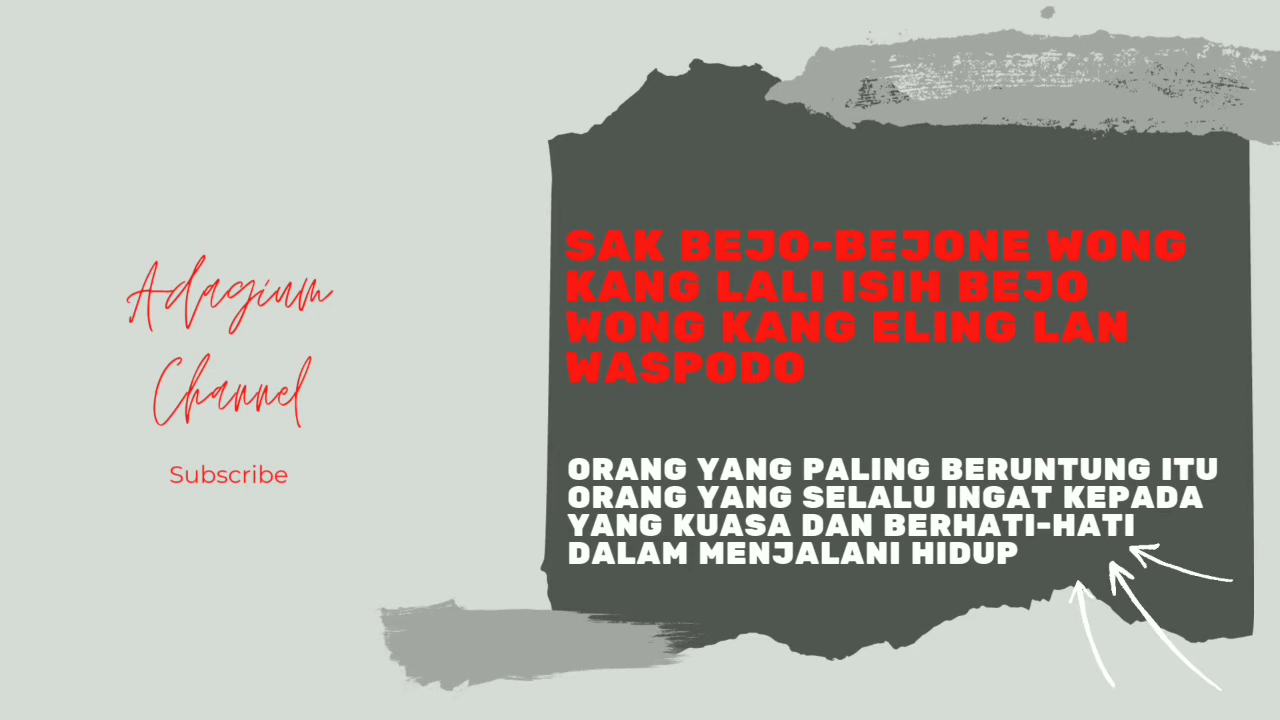 Adagium
Channel
Subscribe
SAK BEJO-BEJONE WONG
KANG LALI ISIH BEJO
WONG KANG ELING LAN
WASPODO
ORANG YANG PALING BERUNTUNG ITU
ORANG YANG SELALU INGAT KEPADA
YANG KUASA DAN BERHATI-HATI
DALAM MENJALANI HIDUP